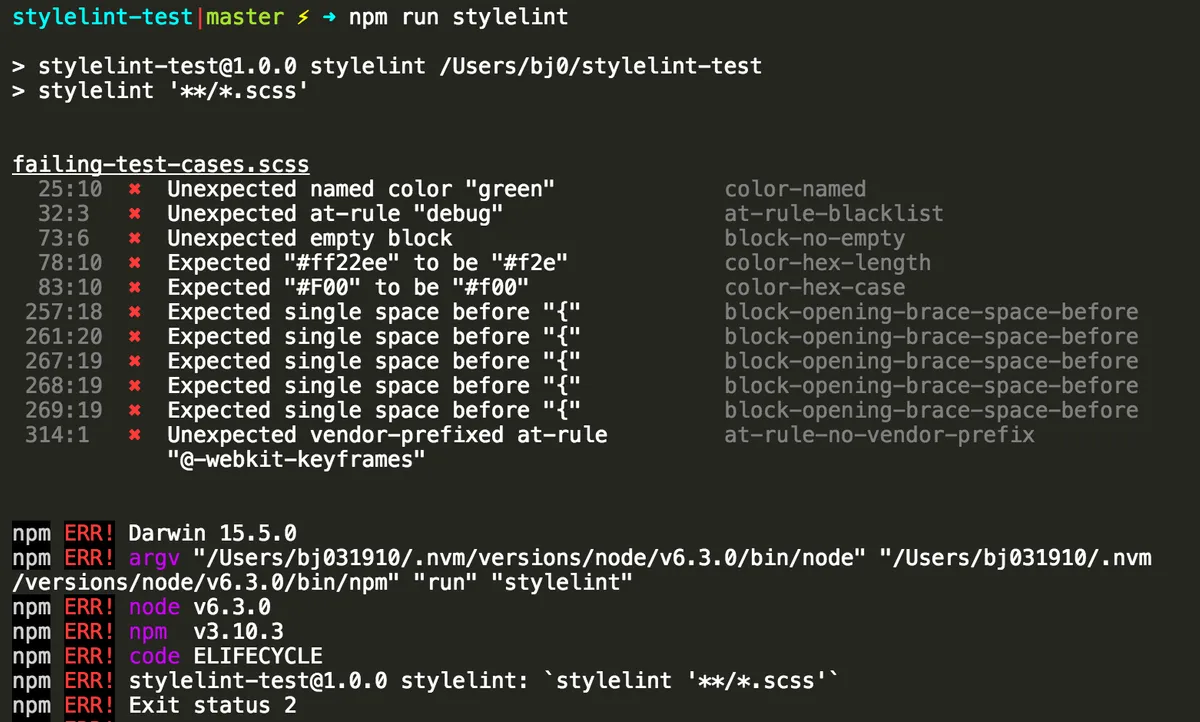 stylelint-test|master ⚡ ➜ npm run stylelint
> stylelint-test@1.0.0 stylelint /Users/bj0/stylelint-test
> stylelint '**/*.scss'
failing-test-cases.scss
25:10 ✖ Unexpected named color "green" color-named
32:3 ✖ Unexpected at-rule "debug" at-rule-blacklist
73:6 ✖ Unexpected empty block block-no-empty
78:10 ✖ Expected "#ff22ee" to be "#f2e" color-hex-length
83:10 ✖ Expected "#F00" to be "#f00" color-hex-case
257:18 ✖ Expected single space before "{" block-opening-brace-space-before
261:20 ✖ Expected single space before "{" block-opening-brace-space-before
267:19 ✖ Expected single space before "{" block-opening-brace-space-before
268:19 ✖ Expected single space before "{" block-opening-brace-space-before
269:19 ✖ Expected single space before "{" block-opening-brace-space-before
314:1 ✖ Unexpected vendor-prefixed at-rule at-rule-no-vendor-prefix
"@-webkit-keyframes"
npm ERR! Darwin 15.5.0
npm ERR! argv "/Users/bj031910/.nvm/versions/node/v6.3.0/bin/node" "/Users/bj031910/.nvm
/versions/node/v6.3.0/bin/npm" "run" "stylelint"
npm ERR! node v6.3.0
npm ERR! npm v3.10.3
npm ERR! code ELIFECYCLE
npm ERR! stylelint-test@1.0.0 stylelint: `stylelint '**/*.scss'`
npm ERR! Exit status 2